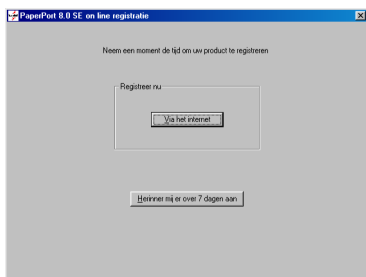 PaperPort 8.0 SE on line registratie
Neem een moment de tijd om uw product te registreren
Registreer nu
Via het internet
Herinner mij er over 7 dagen aan